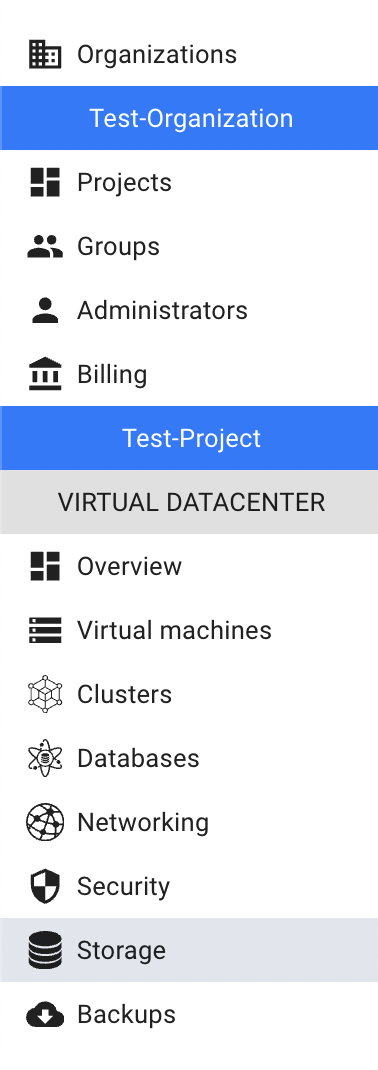 Organizations
Test-Organization
Projects
Groups
Administrators
Billing
Test-Project
VIRTUAL DATACENTER
Overview
Virtual machines
Clusters
Databases
Networking
Security
Storage
Backups